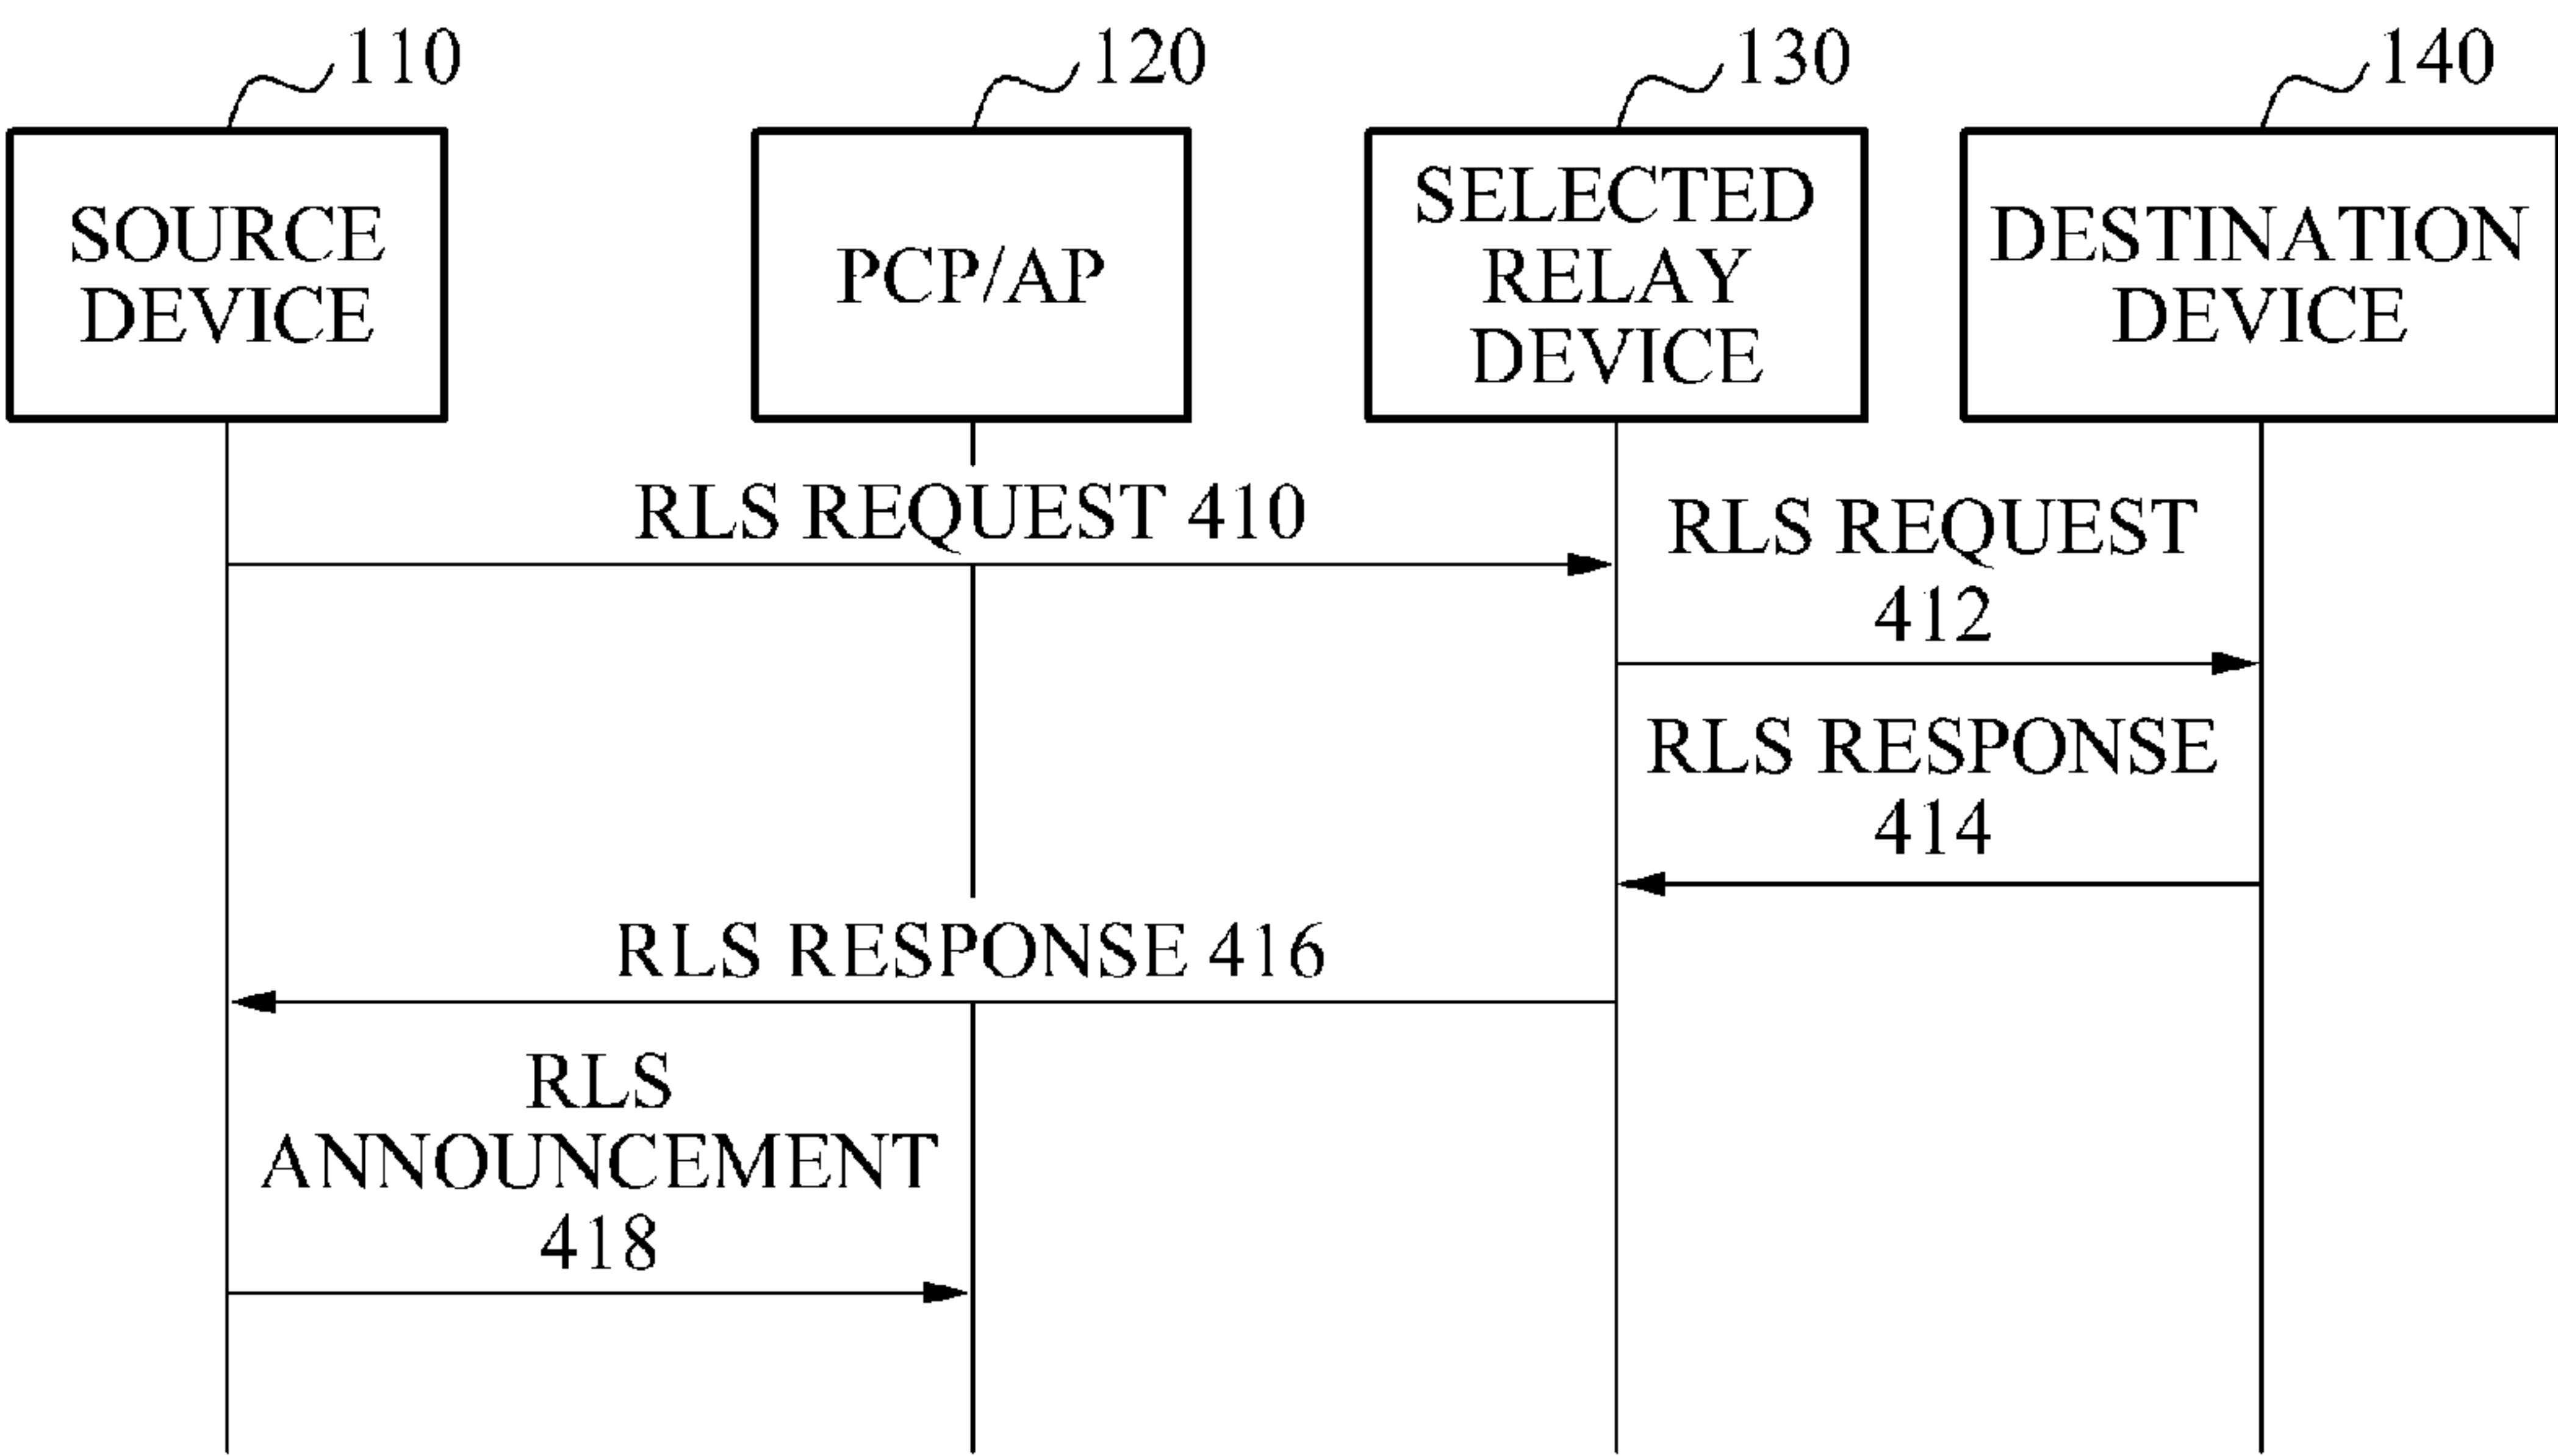 110
120
130
140
SOURCE
DEVICE
PCP/AP
SELECTED
RELAY
DEVICE
DESTINATION
DEVICE
RLS REQUEST 410
RLS REQUEST
412
RLS RESPONSE
414
RLS RESPONSE 416
RLS
ANNOUNCEMENT
418